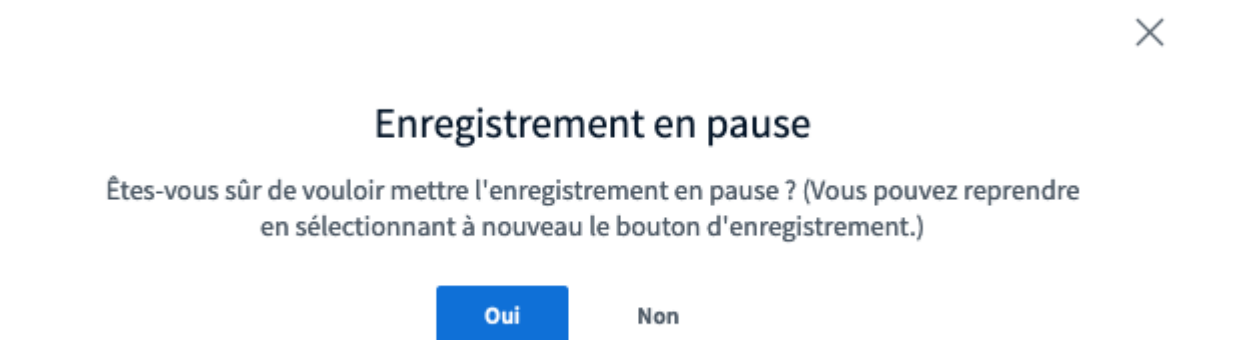 Enregistrement en pause
Êtes-vous sûr de vouloir mettre l'enregistrement en pause ? (Vous pouvez reprendre
en sélectionnant à nouveau le bouton d'enregistrement.)
Oui Non